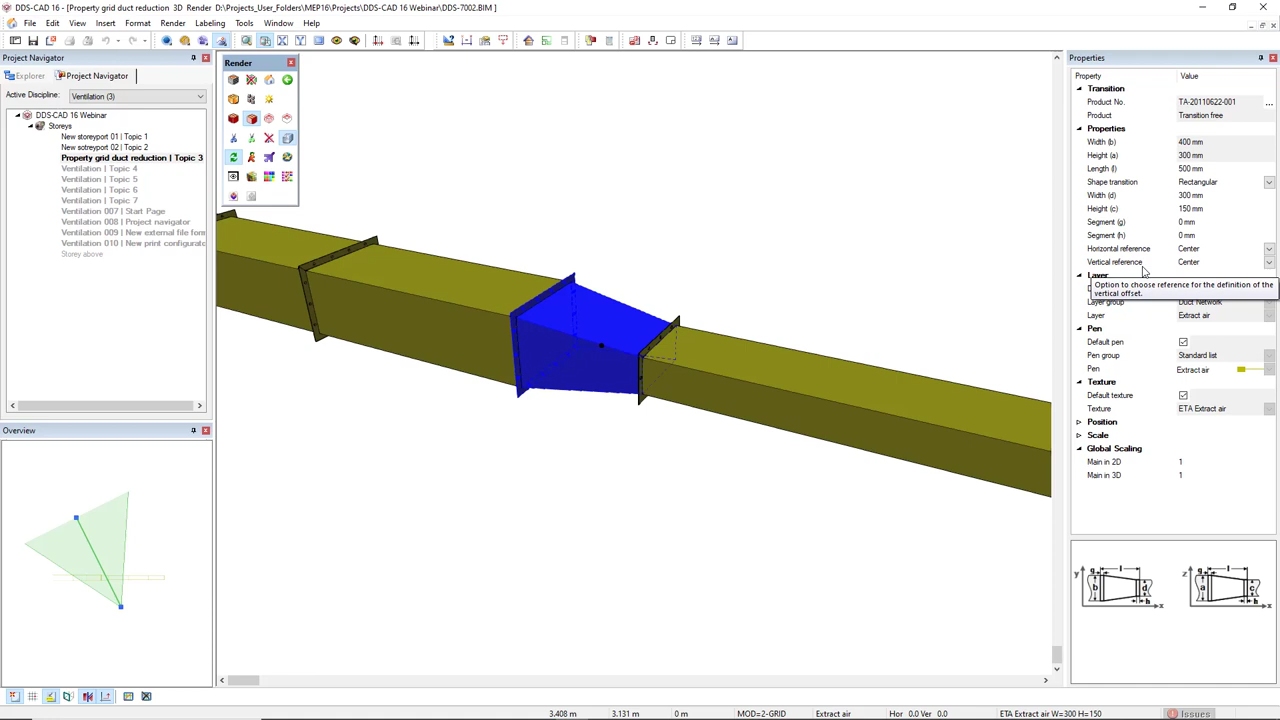 DDS-CAD 16 - [Property grid duct reduction 3D Render D:\Projects_User_Folders\MEP16\Projects\DDS-CAD 16 Webinar\DDS-7002.BIM ]
File Edit View Insert Format Render Labeling Tools Window Help
Project Navigator
Explorer Project Navigator
Active Discipline: Ventilation (3)
DDS-CAD 16 Webinar
Storeys
New storeyport 01 | Topic 1
New sotreyport 02 | Topic 2
Property grid duct reduction | Topic 3
Ventilation | Topic 4
Ventilation | Topic 5
Ventilation | Topic 6
Ventilation | Topic 7
Ventilation 007 | Start Page
Ventilation 008 | Project navigator
Ventilation 009 | New external file form
Ventilation 010 | New print configurato
Storey above
Overview
Render
Properties
Property Value
Transition
Product No. TA-20110622-001 ...
Product Transition free
Properties
Width (b) 400 mm
Height (a) 300 mm
Length (l) 500 mm
Shape transition Rectangular
Width (d) 300 mm
Height (c) 150 mm
Segment (g) 0 mm
Segment (h) 0 mm
Horizontal reference Center
Vertical reference Center
Layer
Option to choose reference for the definition of the
vertical offset.
Layer group Duct Network
Layer Extract air
Pen
Default pen
Pen group Standard list
Pen Extract air
Texture
Default texture
Texture ETA Extract air
Position
Scale
Global Scaling
Main in 2D 1
Main in 3D 1
y g l b d h x
z g l a c h x
3.408 m 3.131 m 0 m MOD=2-GRID Extract air Hor 0.0 Ver 0.0 ETA Extract air W=300 H=150 Issues